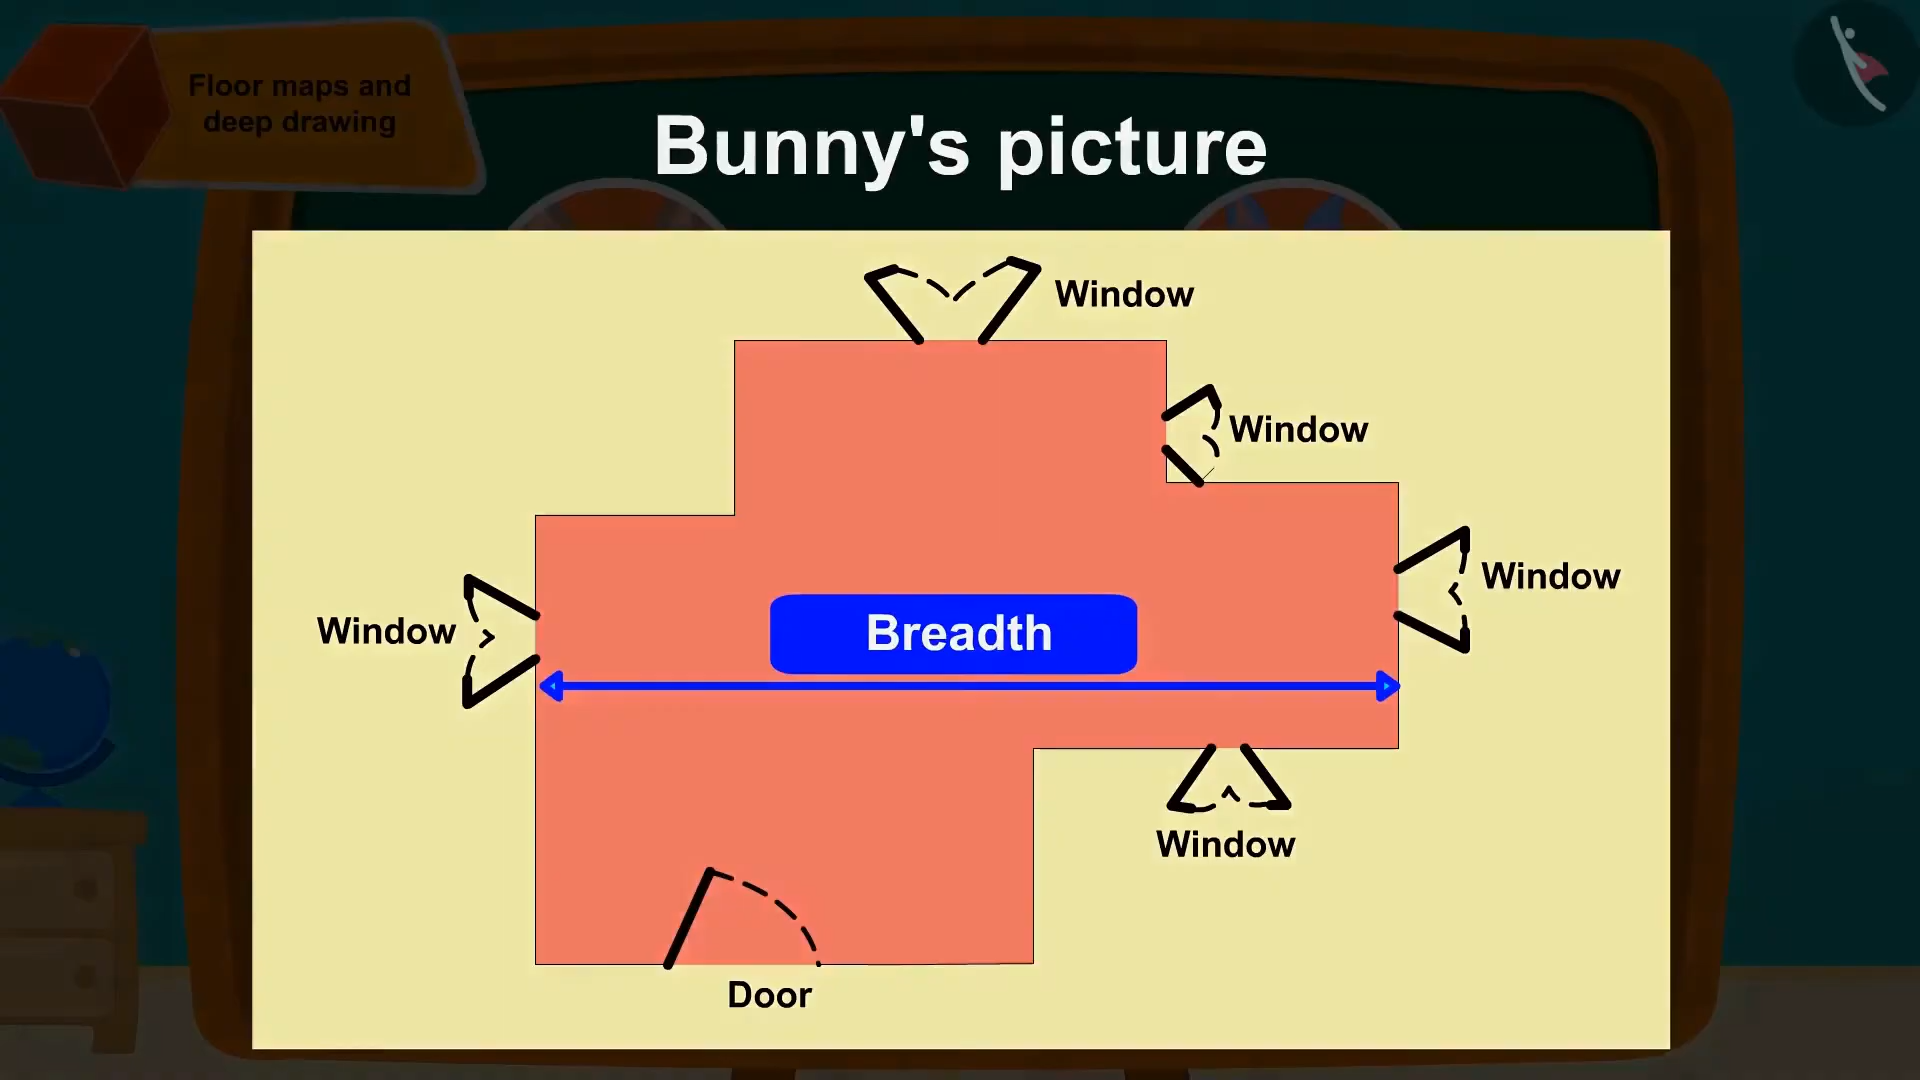 Floor maps and
deep drawing
Bunny's picture
Window
Window
Window
Window
Breadth
Window
Door